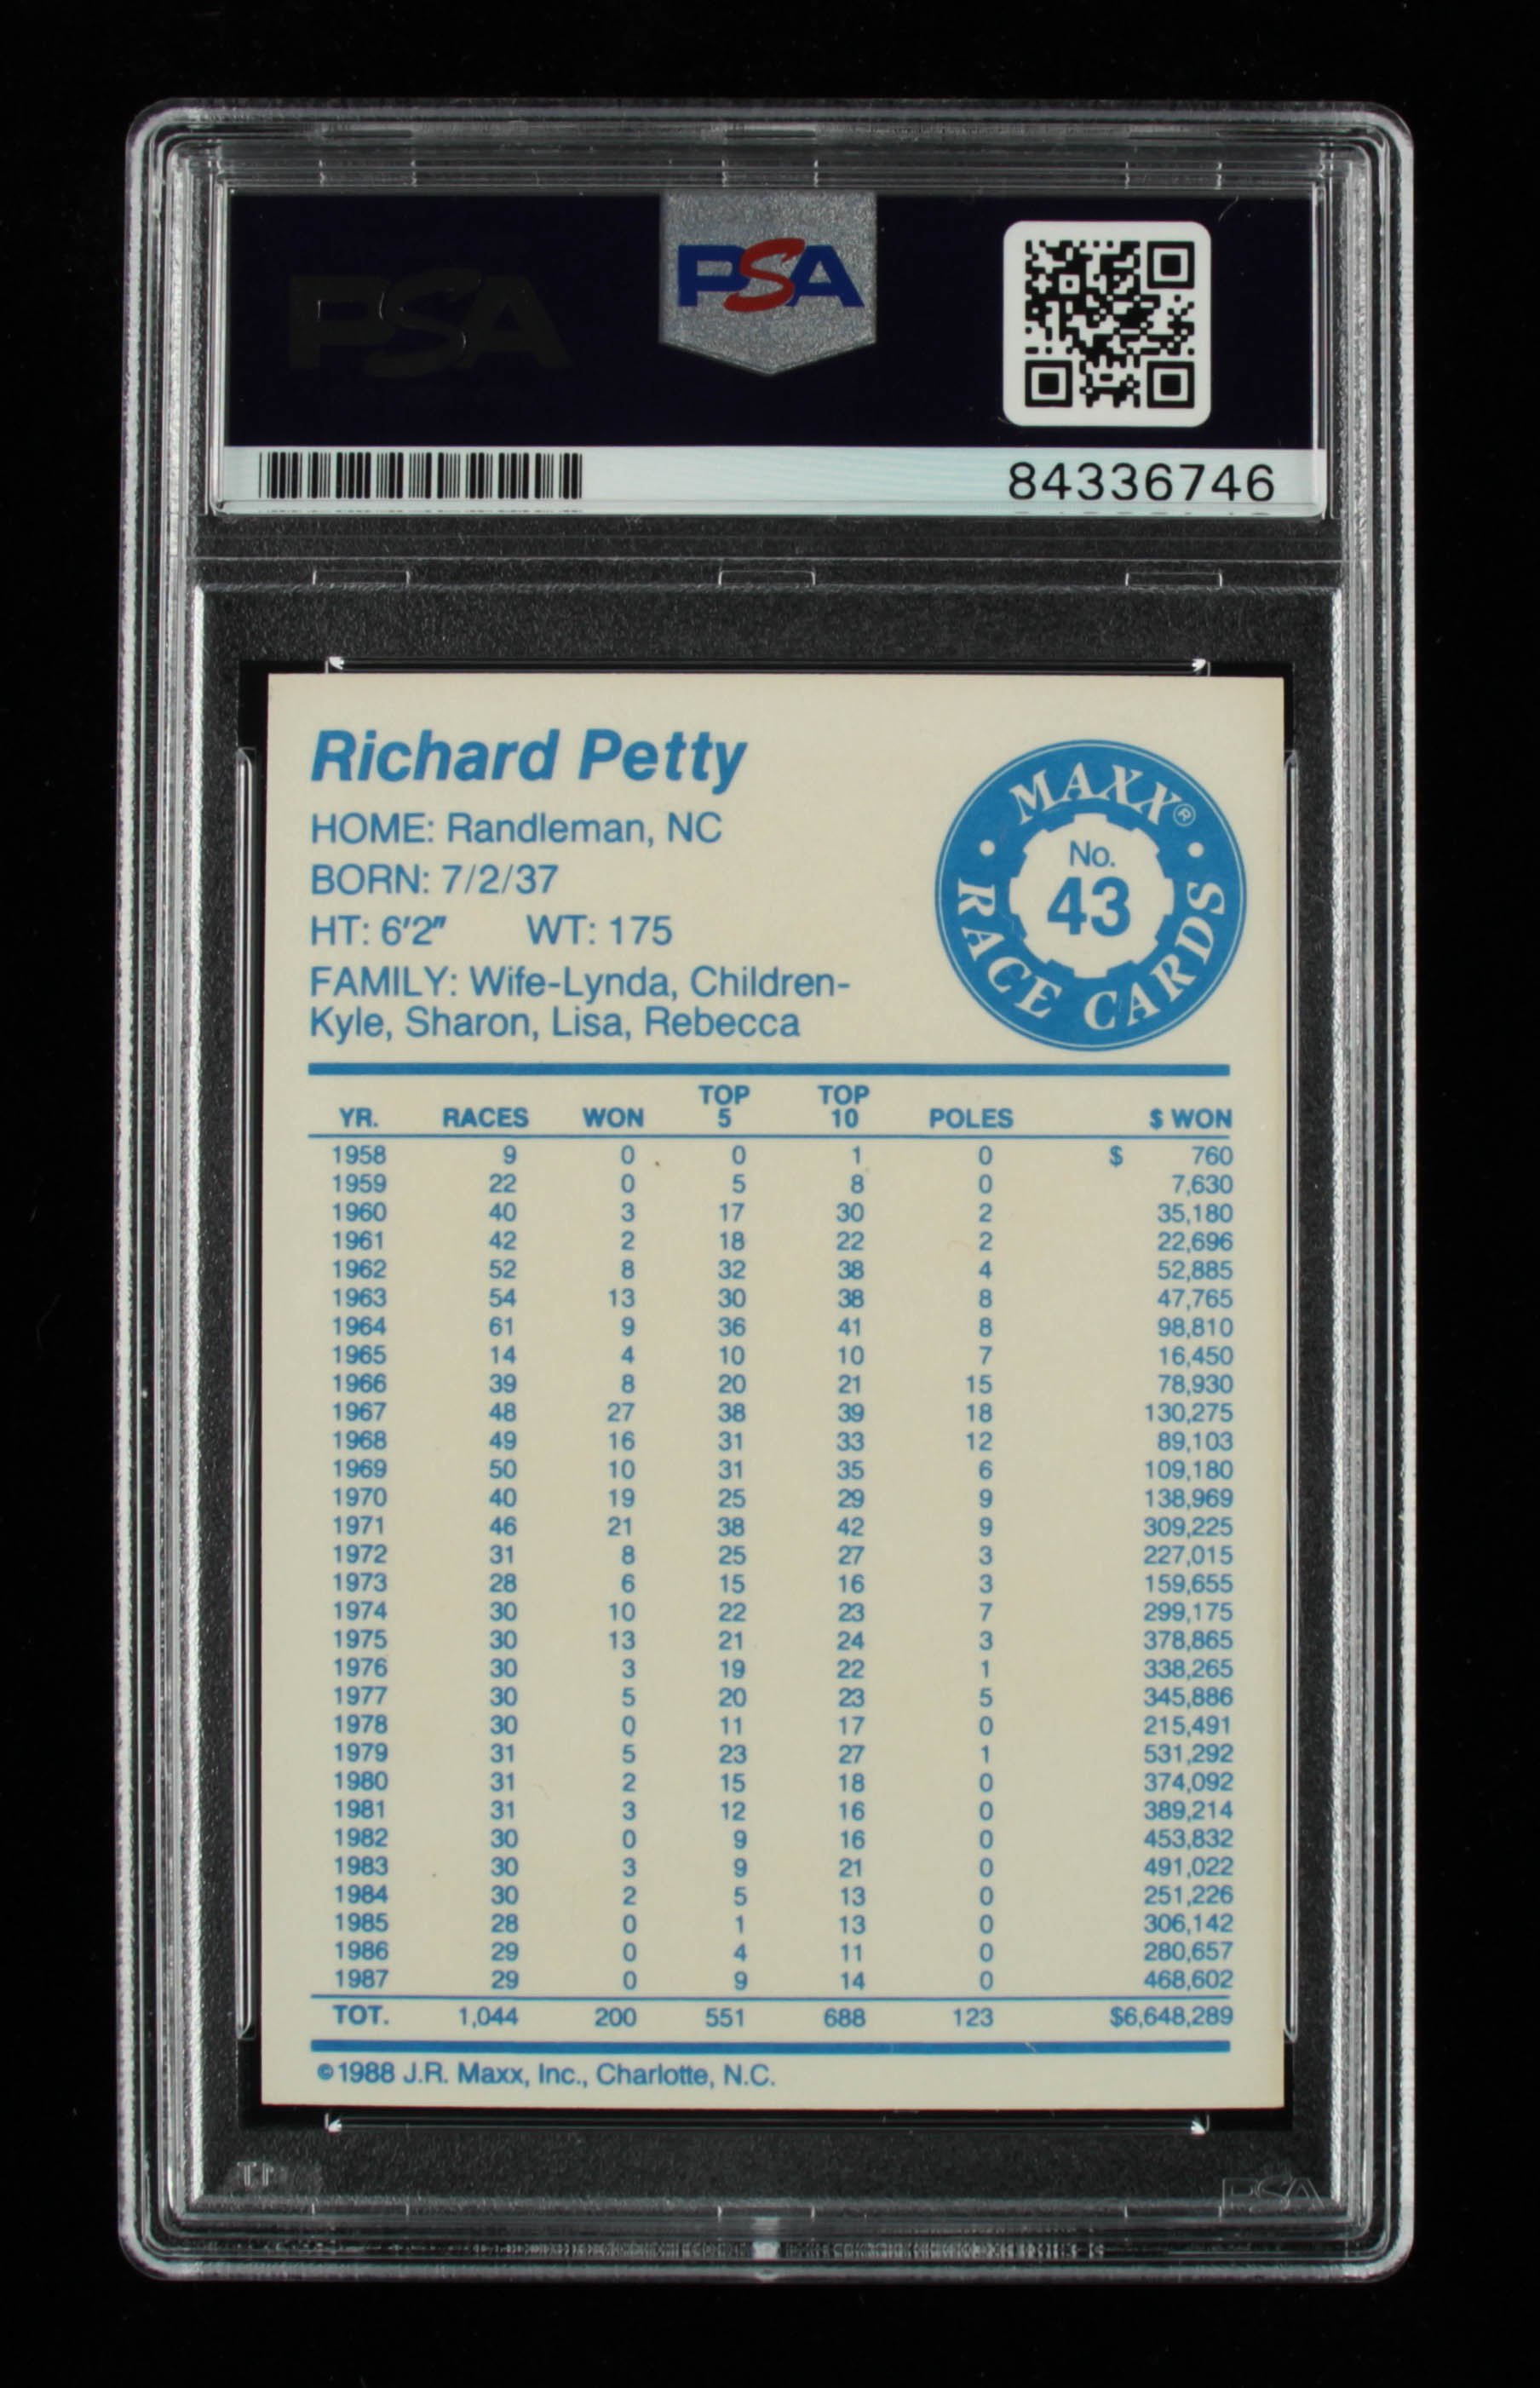 PSA
PSA
84336746
Richard Petty
HOME: Randleman, NC
BORN: 7/2/37
HT: 6'2" WT: 175
FAMILY: Wife-Lynda, Children-
Kyle, Sharon, Lisa, Rebecca
MAXX®
No.
43
RACE CARDS
YR. RACES WON TOP 5 TOP 10 POLES $ WON
1958 9 0 0 1 0 $ 760
1959 22 0 5 8 0 7,630
1960 40 3 17 30 2 35,180
1961 42 2 18 22 2 22,696
1962 52 8 32 38 4 52,885
1963 54 13 30 38 8 47,765
1964 61 9 36 41 8 98,810
1965 14 4 10 10 7 16,450
1966 39 8 20 21 15 78,930
1967 48 27 38 39 18 130,275
1968 49 16 31 33 12 89,103
1969 50 10 31 35 6 109,180
1970 40 19 25 29 9 138,969
1971 46 21 38 42 9 309,225
1972 31 8 25 27 3 227,015
1973 28 6 15 16 3 159,655
1974 30 10 22 23 7 299,175
1975 30 13 21 24 3 378,865
1976 30 3 19 22 1 338,265
1977 30 5 20 23 5 345,886
1978 30 0 11 17 0 215,491
1979 31 5 23 27 1 531,292
1980 31 2 15 18 0 374,092
1981 31 3 12 16 0 389,214
1982 30 0 9 16 0 453,832
1983 30 3 9 21 0 491,022
1984 30 2 5 13 0 251,226
1985 28 0 1 13 0 306,142
1986 29 0 4 11 0 280,657
1987 29 0 9 14 0 468,602
TOT. 1,044 200 551 688 123 $6,648,289
©1988 J.R. Maxx, Inc., Charlotte, N.C.
PSA